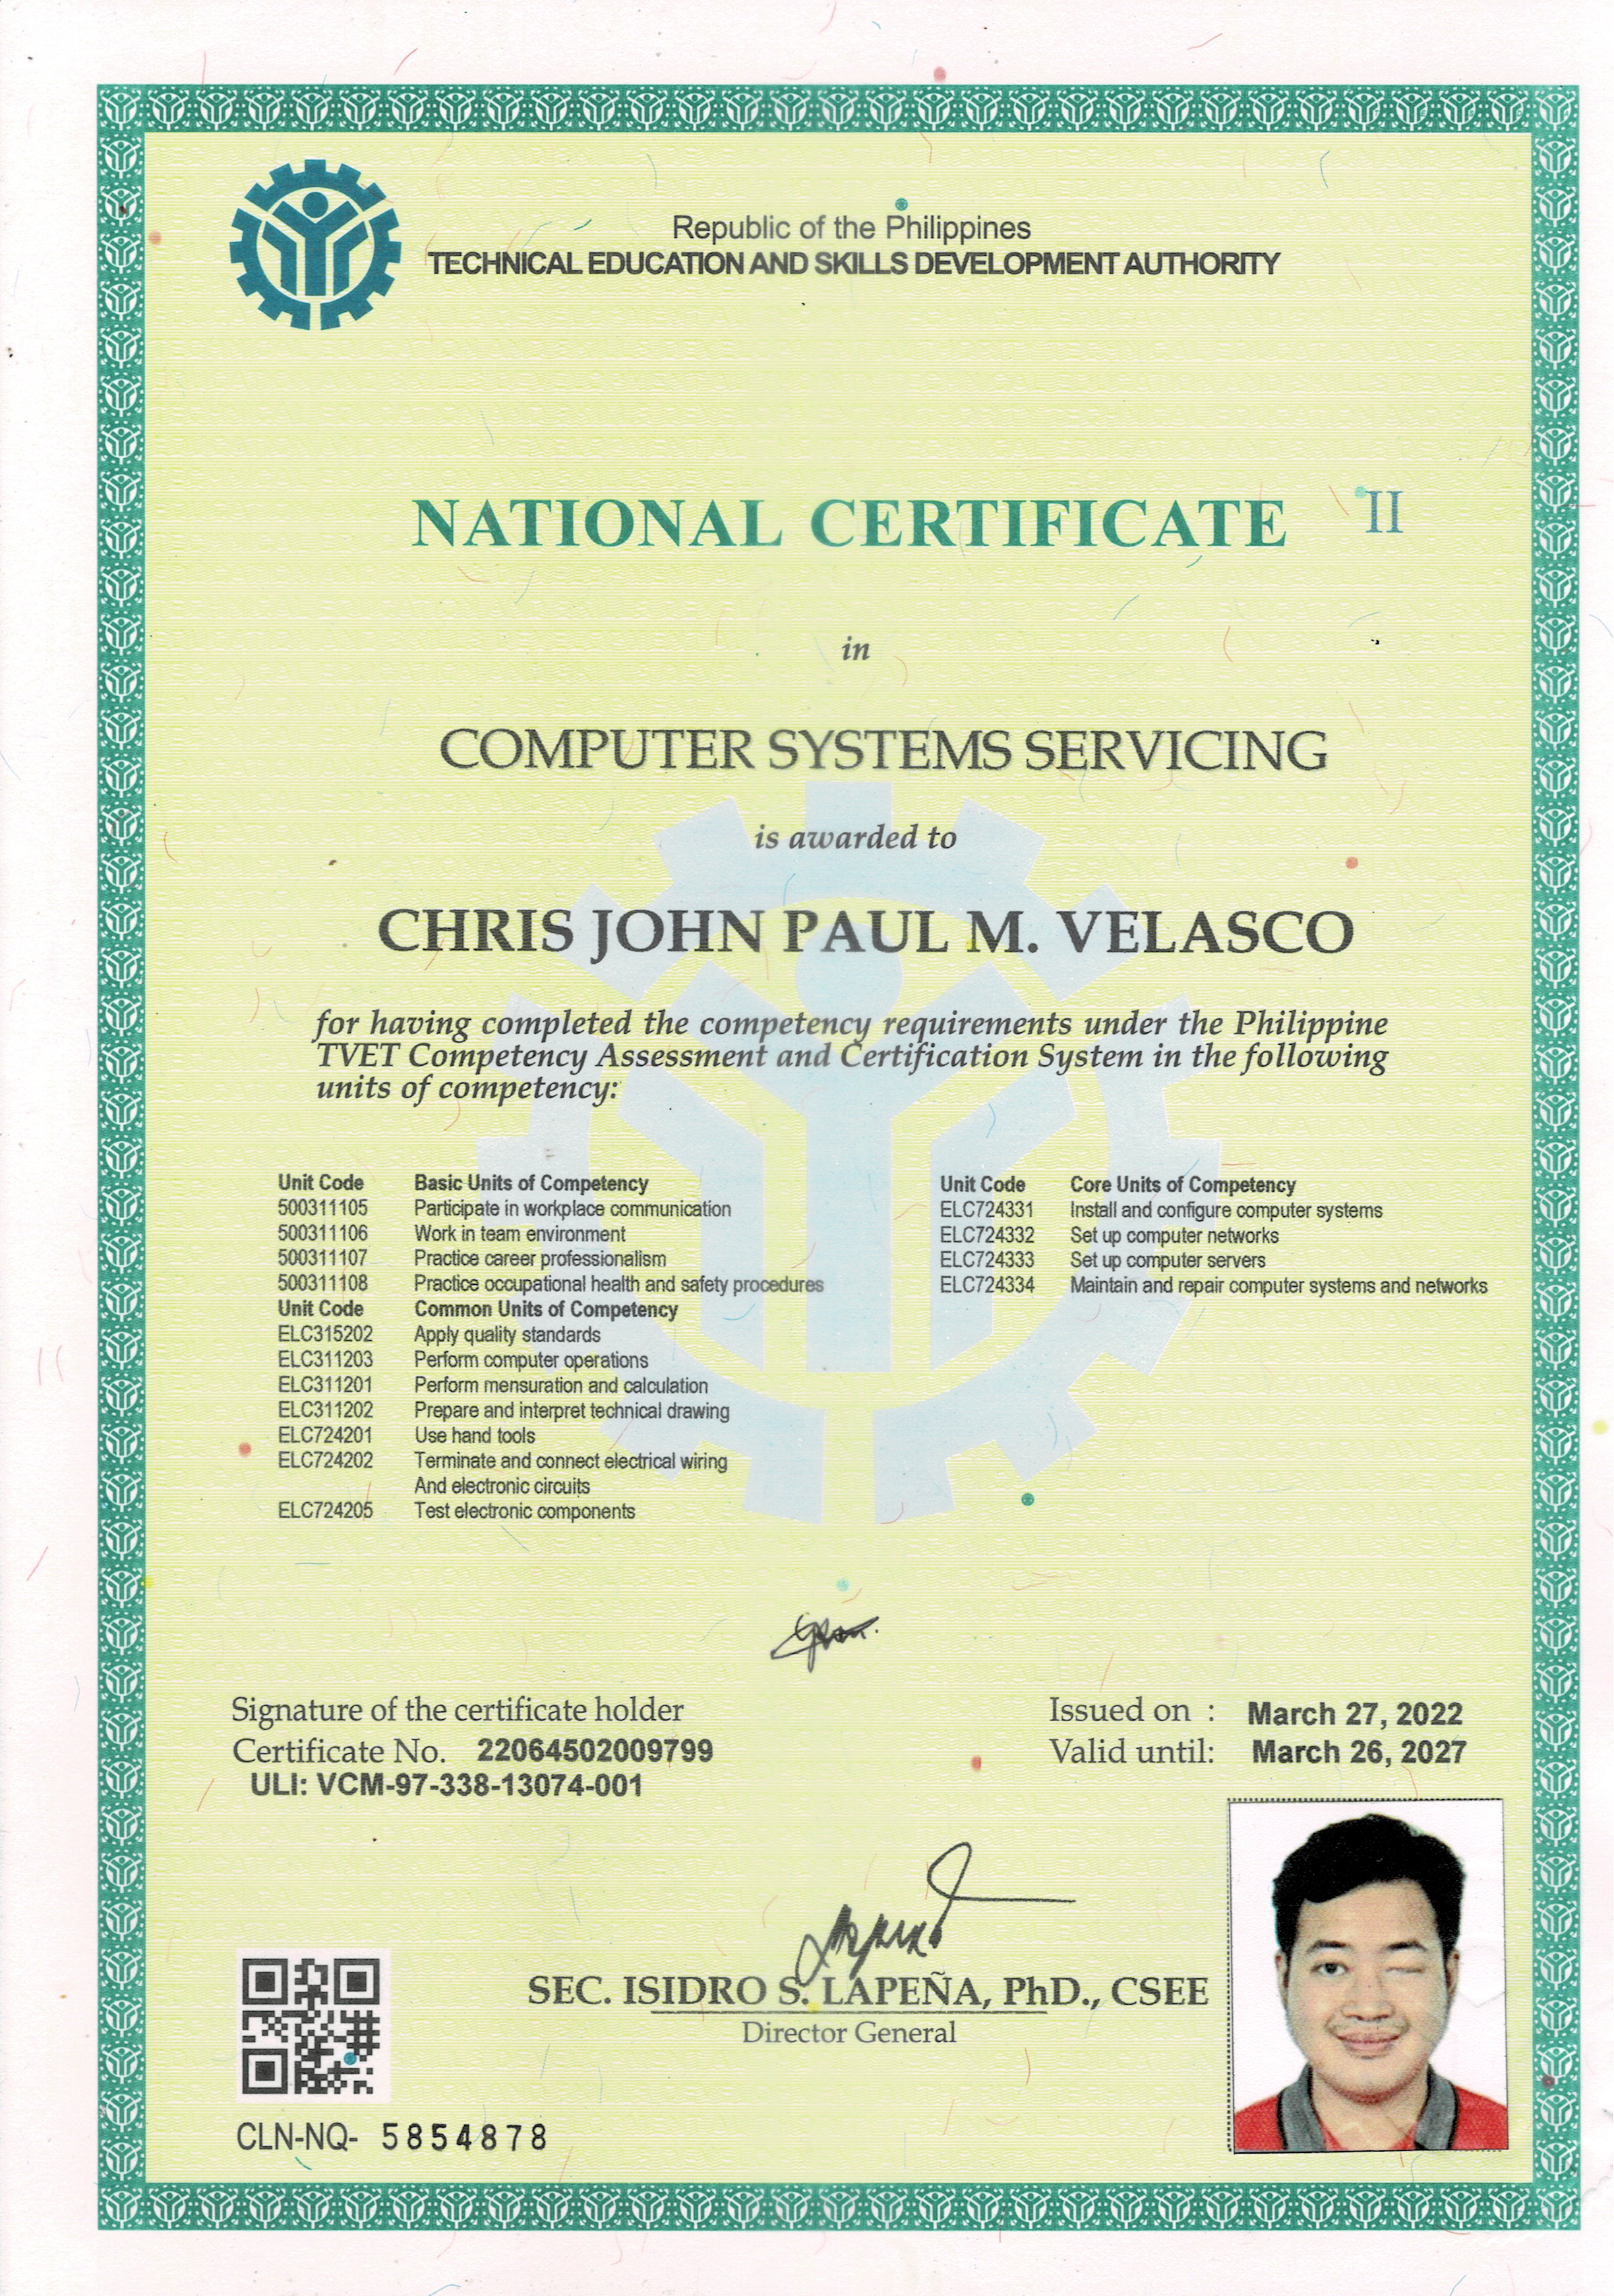 Republic of the Philippines
TECHNICAL EDUCATION AND SKILLS DEVELOPMENT AUTHORITY
NATIONAL CERTIFICATE II
in
COMPUTER SYSTEMS SERVICING
is awarded to
CHRIS JOHN PAUL M. VELASCO
for having completed the competency requirements under the Philippine
TVET Competency Assessment and Certification System in the following
units of competency:
Unit Code Basic Units of Competency
500311105 Participate in workplace communication
500311106 Work in team environment
500311107 Practice career professionalism
500311108 Practice occupational health and safety procedures
Unit Code Common Units of Competency
ELC315202 Apply quality standards
ELC311203 Perform computer operations
ELC311201 Perform mensuration and calculation
ELC311202 Prepare and interpret technical drawing
ELC724201 Use hand tools
ELC724202 Terminate and connect electrical wiring
And electronic circuits
ELC724205 Test electronic components
Unit Code Core Units of Competency
ELC724331 Install and configure computer systems
ELC724332 Set up computer networks
ELC724333 Set up computer servers
ELC724334 Maintain and repair computer systems and networks
Signature of the certificate holder
Certificate No. 22064502009799
ULI: VCM-97-338-13074-001
Issued on : March 27, 2022
Valid until: March 26, 2027
SEC. ISIDRO S. LAPEÑA, PhD., CSEE
Director General
CLN-NQ- 5854878